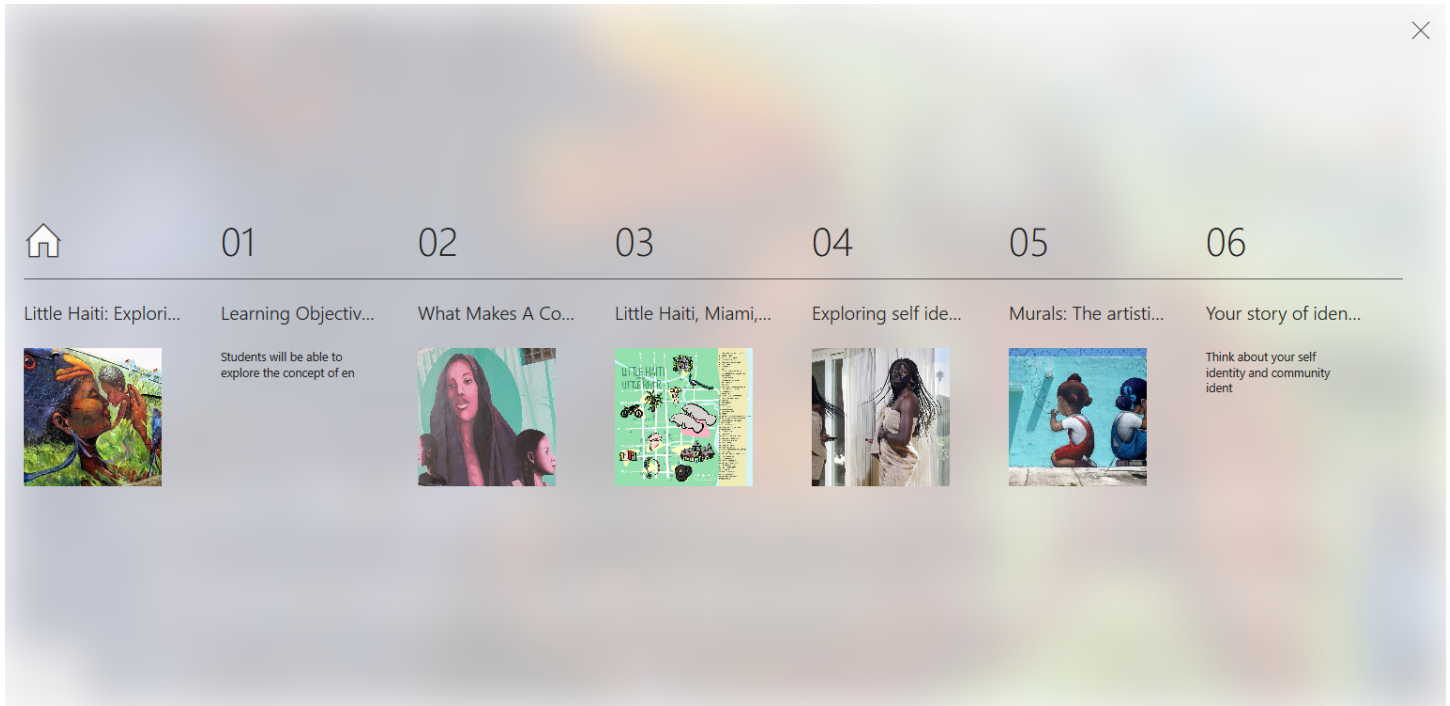 01
02
03
04
05
06
Little Haiti: Explori...
Learning Objectiv...
What Makes A Co...
Little Haiti, Miami,...
Exploring self ide...
Murals: The artisti...
Your story of iden...
Students will be able to
explore the concept of en
LITTLE HAITI
Think about your self
identity and community
ident